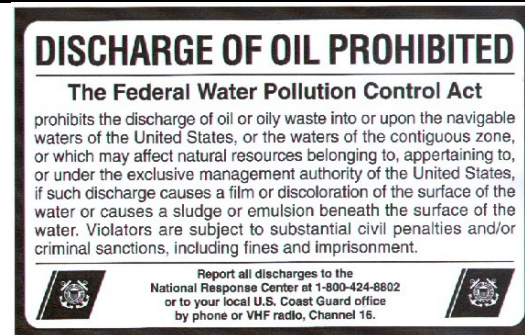 DISCHARGE OF OIL PROHIBITED
The Federal Water Pollution Control Act
prohibits the discharge of oil or oily waste into or upon the navigable
waters of the United States, or the waters of the contiguous zone,
or which may affect natural resources belonging to, appertaining to,
or under the exclusive management authority of the United States,
if such discharge causes a film or discoloration of the surface of the
water or causes a sludge or emulsion beneath the surface of the
water. Violators are subject to substantial civil penalties and/or
criminal sanctions, including fines and imprisonment.
Report all discharges to the
National Response Center at 1-800-424-8802
or to your local U.S. Coast Guard office
by phone or VHF radio, Channel 16.